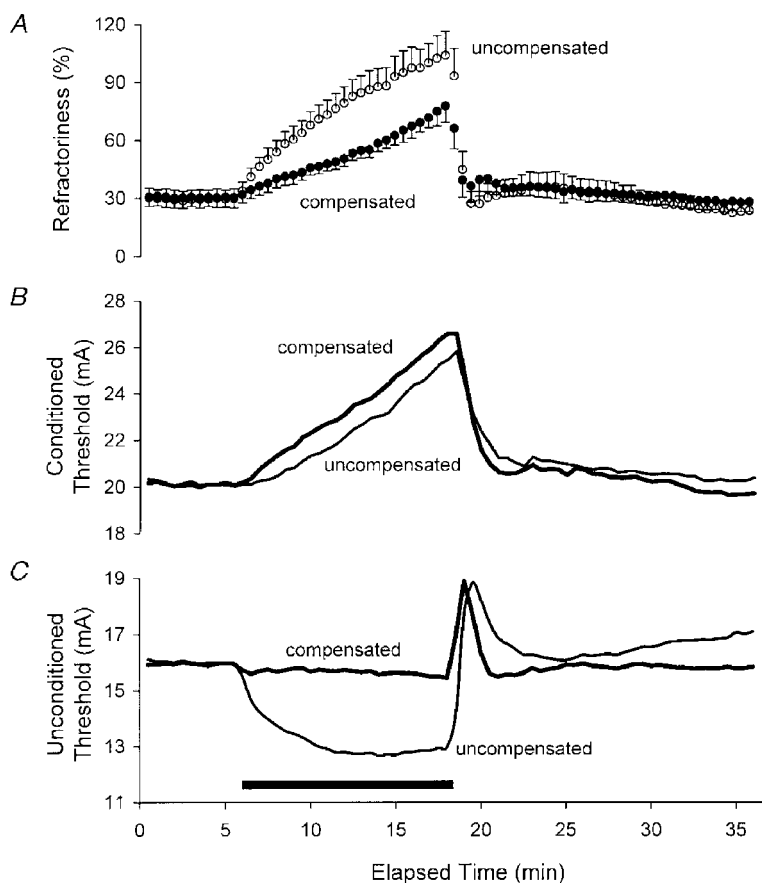 A
Refractoriness (%)
120
90
60
30
0
uncompensated
compensated
B
Conditioned
Threshold (mA)
28
26
24
22
20
18
compensated
uncompensated
C
Unconditioned
Threshold (mA)
19
17
15
13
11
compensated
uncompensated
0 5 10 15 20 25 30 35
Elapsed Time (min)